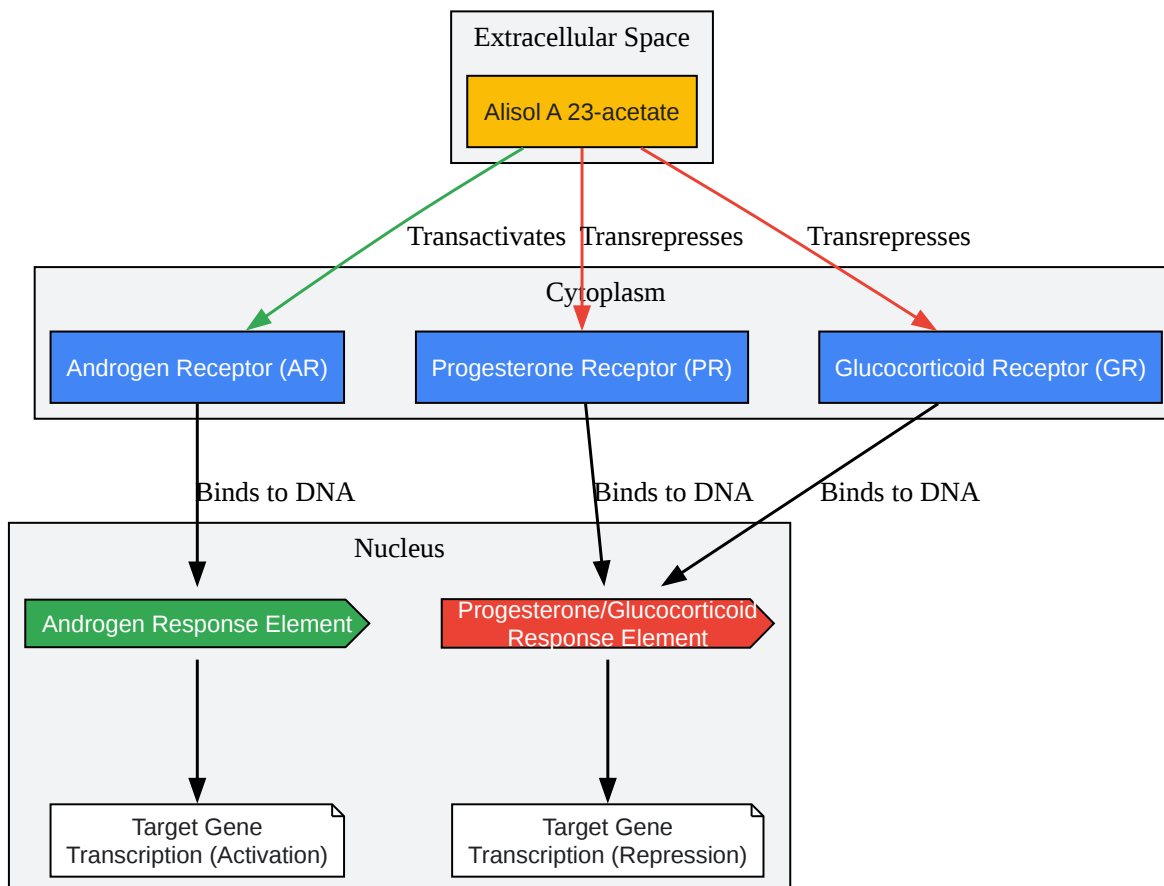 Extracellular Space
Alisol A 23-acetate
Transactivates
Transrepresses
Transrepresses
Cytoplasm
Androgen Receptor (AR)
Progesterone Receptor (PR)
Glucocorticoid Receptor (GR)
Binds to DNA
Binds to DNA
Binds to DNA
Nucleus
Androgen Response Element
Progesterone/Glucocorticoid
Response Element
Target Gene
Transcription (Activation)
Target Gene
Transcription (Repression)